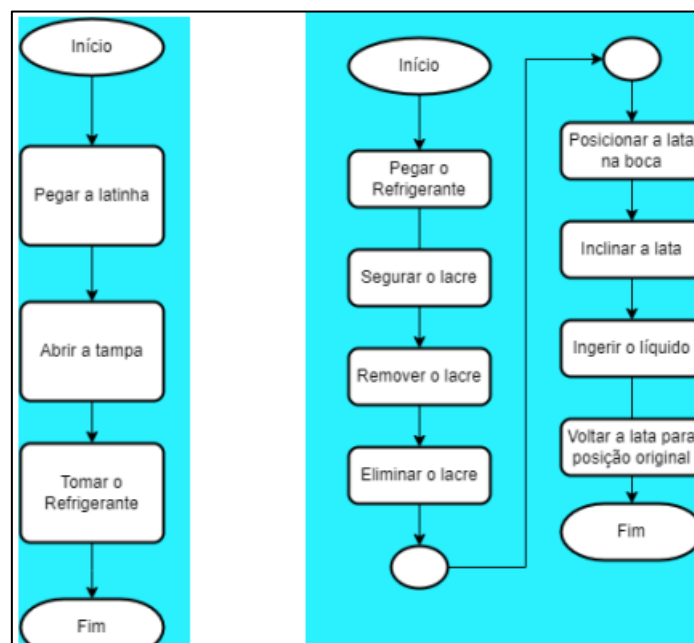 Início
Pegar a latinha
Abrir a tampa
Tomar o
Refrigerante
Fim
Início
Pegar o
Refrigerante
Segurar o lacre
Remover o lacre
Eliminar o lacre
Posicionar a lata
na boca
Inclinar a lata
Ingerir o líquido
Voltar a lata para
posição original
Fim